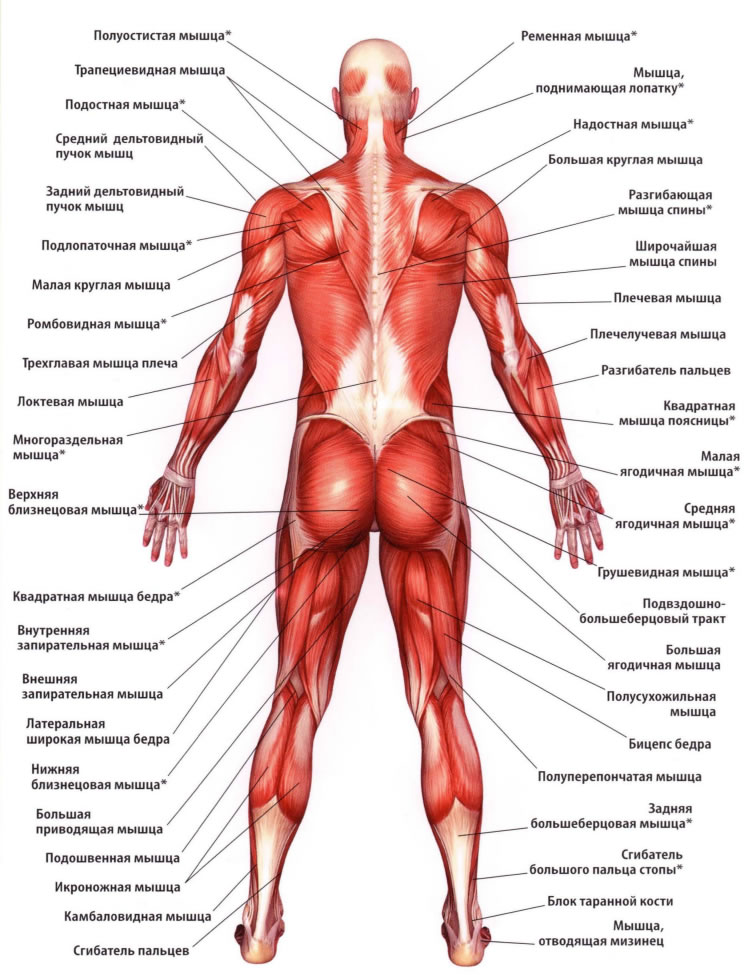 Полуостистая мышца*
Трапециевидная мышца
Подостная мышца*
Средний дельтовидный
пучок мышц
Задний дельтовидный
пучок мышц
Подлопаточная мышца*
Малая круглая мышца
Ромбовидная мышца*
Трехглавая мышца плеча
Локтевая мышца
Многораздельная
мышца*
Верхняя
близнецовая мышца*
Квадратная мышца бедра*
Внутренняя
запирательная мышца*
Внешняя
запирательная мышца
Латеральная
широкая мышца бедра
Нижняя
близнецовая мышца*
Большая
приводящая мышца
Подошвенная мышца
Икроножная мышца
Камбаловидная мышца
Сгибатель пальцев
Ременная мышца*
Мышца,
поднимающая лопатку*
Надостная мышца*
Большая круглая мышца
Разгибающая
мышца спины*
Широчайшая
мышца спины
Плечевая мышца
Плечелучевая мышца
Разгибатель пальцев
Квадратная
мышца поясницы*
Малая
ягодичная мышца*
Средняя
ягодичная мышца*
Грушевидная мышца*
Подвздошно-
большеберцовый тракт
Большая
ягодичная мышца
Полусухожильная
мышца
Бицепс бедра
Полуперепончатая мышца
Задняя
большеберцовая мышца*
Сгибатель
большого пальца стопы*
Блок таранной кости
Мышца,
отводящая мизинец